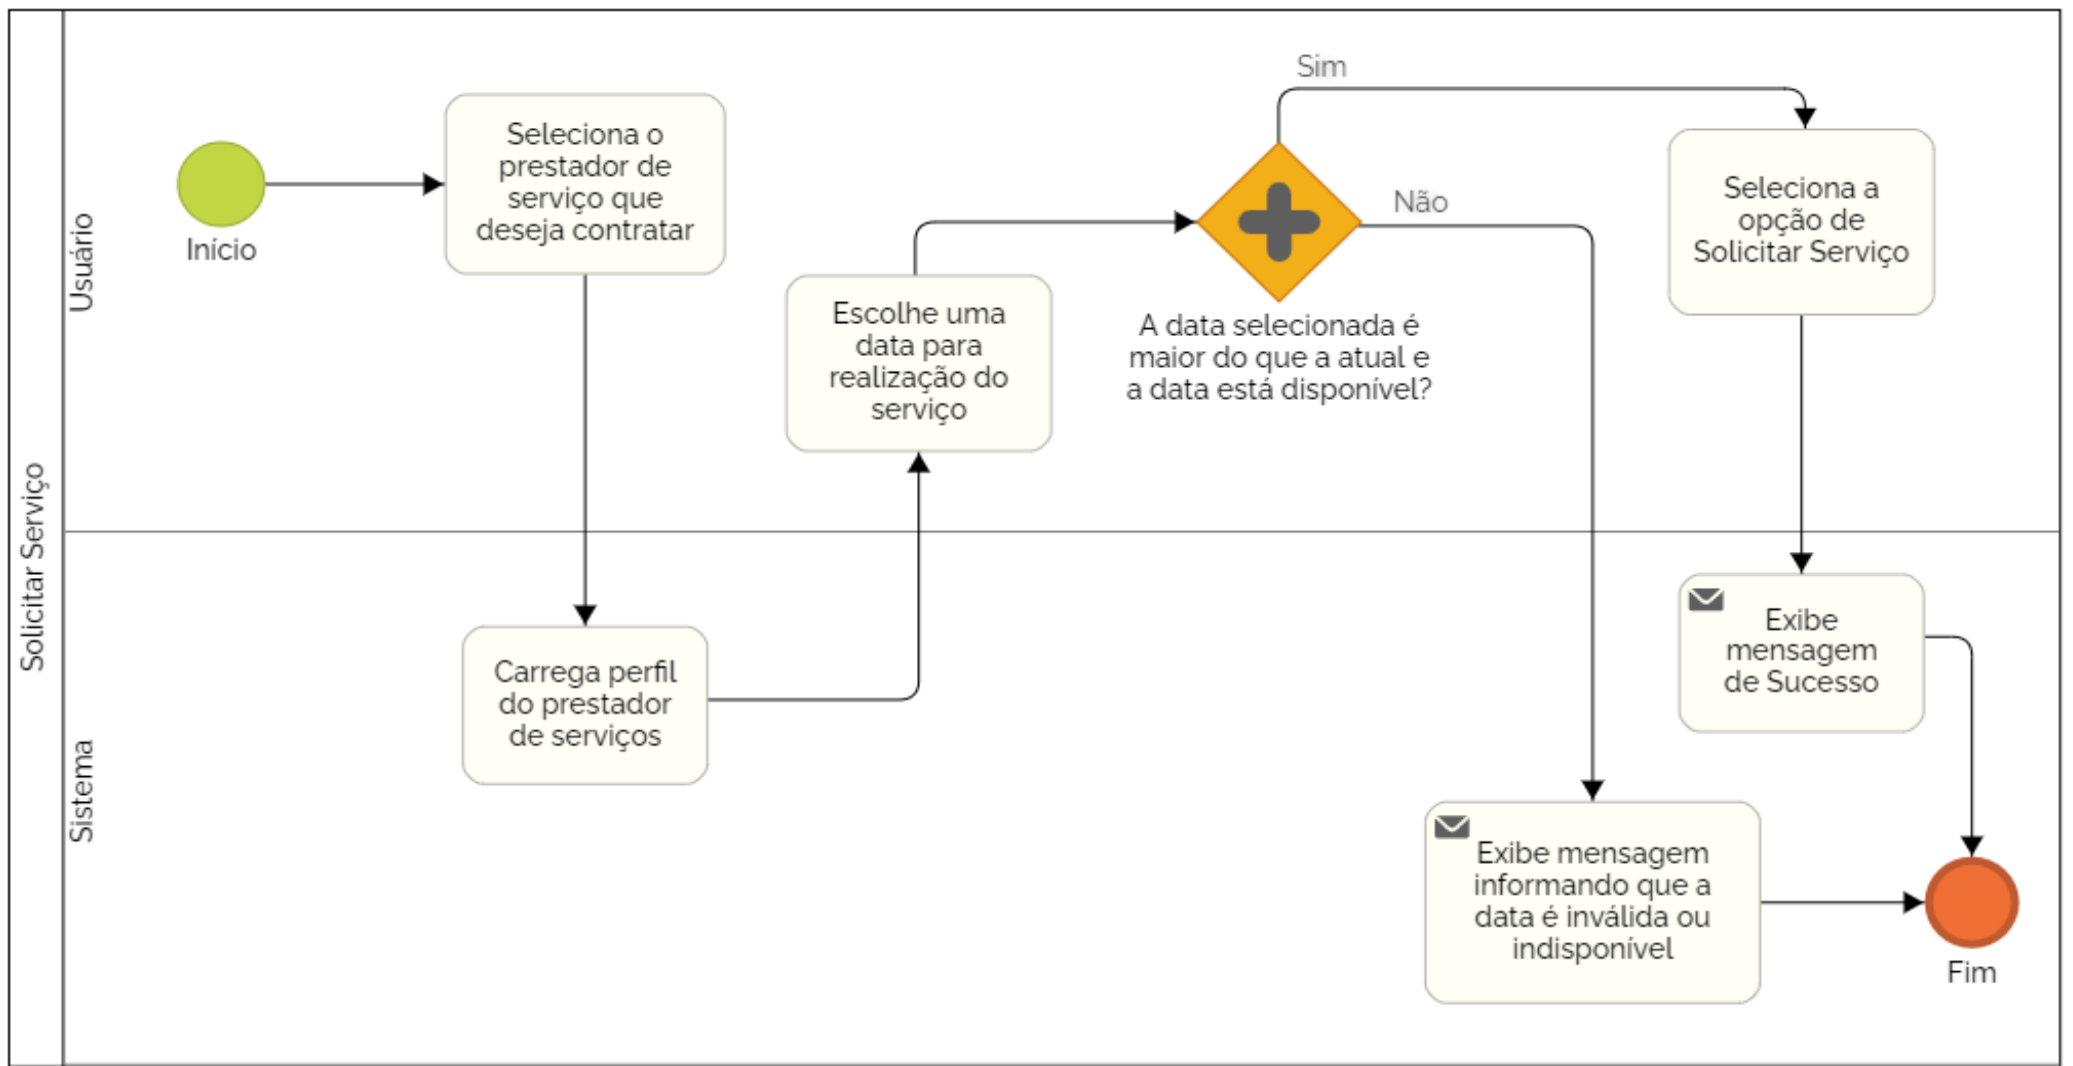 Solicitar Serviço
Usuário
Início
Seleciona o
prestador de
serviço que
deseja contratar
Escolhe uma
data para
realização do
serviço
Sim
Não
A data selecionada é
maior do que a atual e
a data está disponível?
Seleciona a
opção de
Solicitar Serviço
Sistema
Carrega perfil
do prestador
de serviços
Exibe
mensagem
de Sucesso
Exibe mensagem
informando que a
data é inválida ou
indisponível
Fim